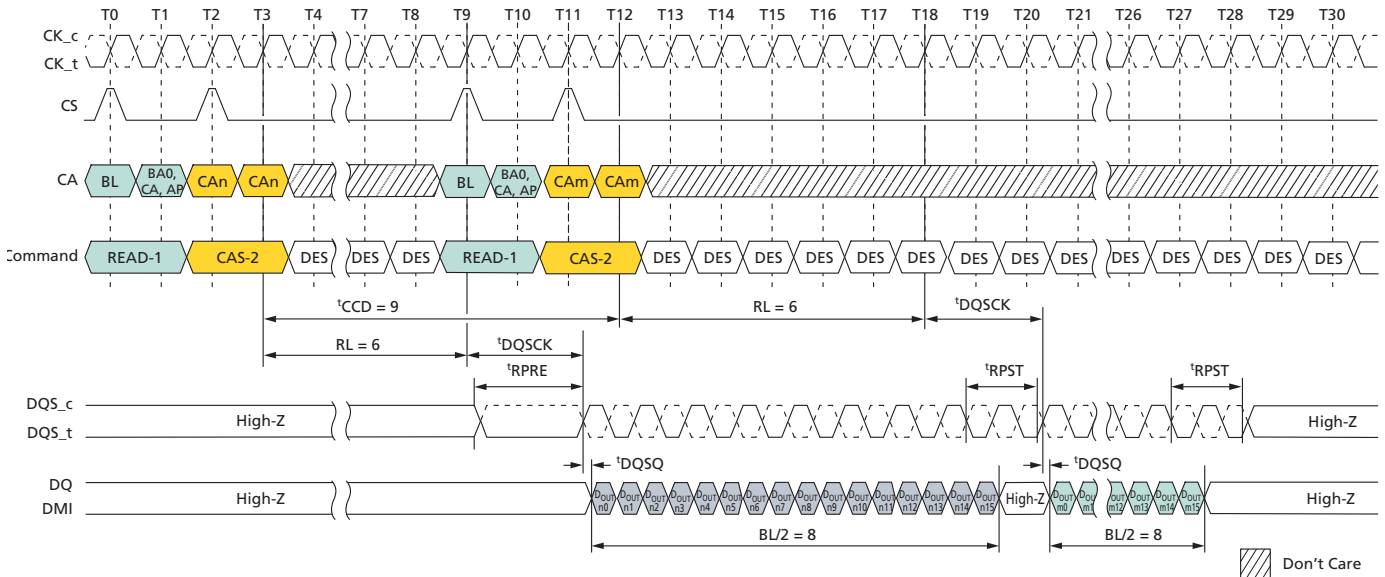 T0 T1 T2 T3 T4 T7 T8 T9 T10 T11 T12 T13 T14 T15 T16 T17 T18 T19 T20 T21 T26 T27 T28 T29 T30
CK_c
CK_t
CS
CA BL BA0, CA, AP CAn CAn BL BA0, CA, AP CAm CAm
Command READ-1 CAS-2 DES DES DES READ-1 CAS-2 DES DES DES DES DES DES DES DES DES DES DES DES DES DES
tCCD = 9 RL = 6 tDQSCK
RL = 6 tDQSCK
tRPRE tRPST tRPST
DQS_c
DQS_t High-Z High-Z
tDQSQ tDQSQ
DQ
DMI High-Z DOUT n0 DOUT n1 DOUT n2 DOUT n3 DOUT n4 DOUT n5 DOUT n6 DOUT n7 DOUT n8 DOUT n9 DOUT n10 DOUT n11 DOUT n12 DOUT n13 DOUT n14 DOUT n15 High-Z DOUT m0 DOUT m1 DOUT m12 DOUT m13 DOUT m14 DOUT m15 High-Z
BL/2 = 8 BL/2 = 8
Don't Care